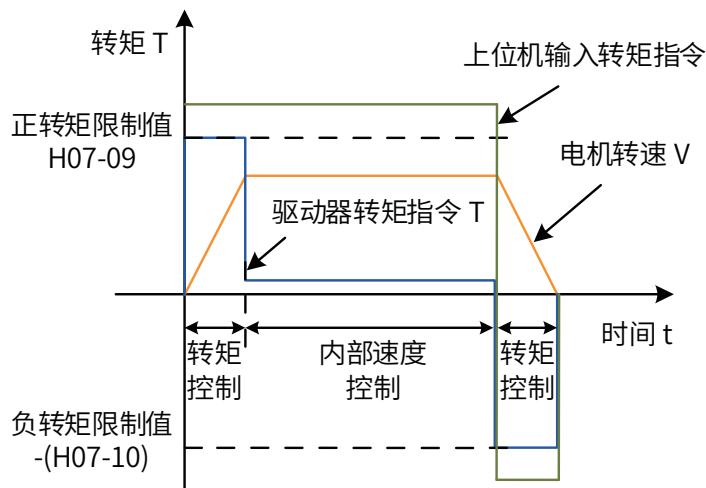 转矩 T
上位机输入转矩指令
正转矩限制值
H07-09
电机转速 V
驱动器转矩指令 T
时间 t
转矩
控制
内部速度
控制
转矩
控制
负转矩限制值
-(H07-10)